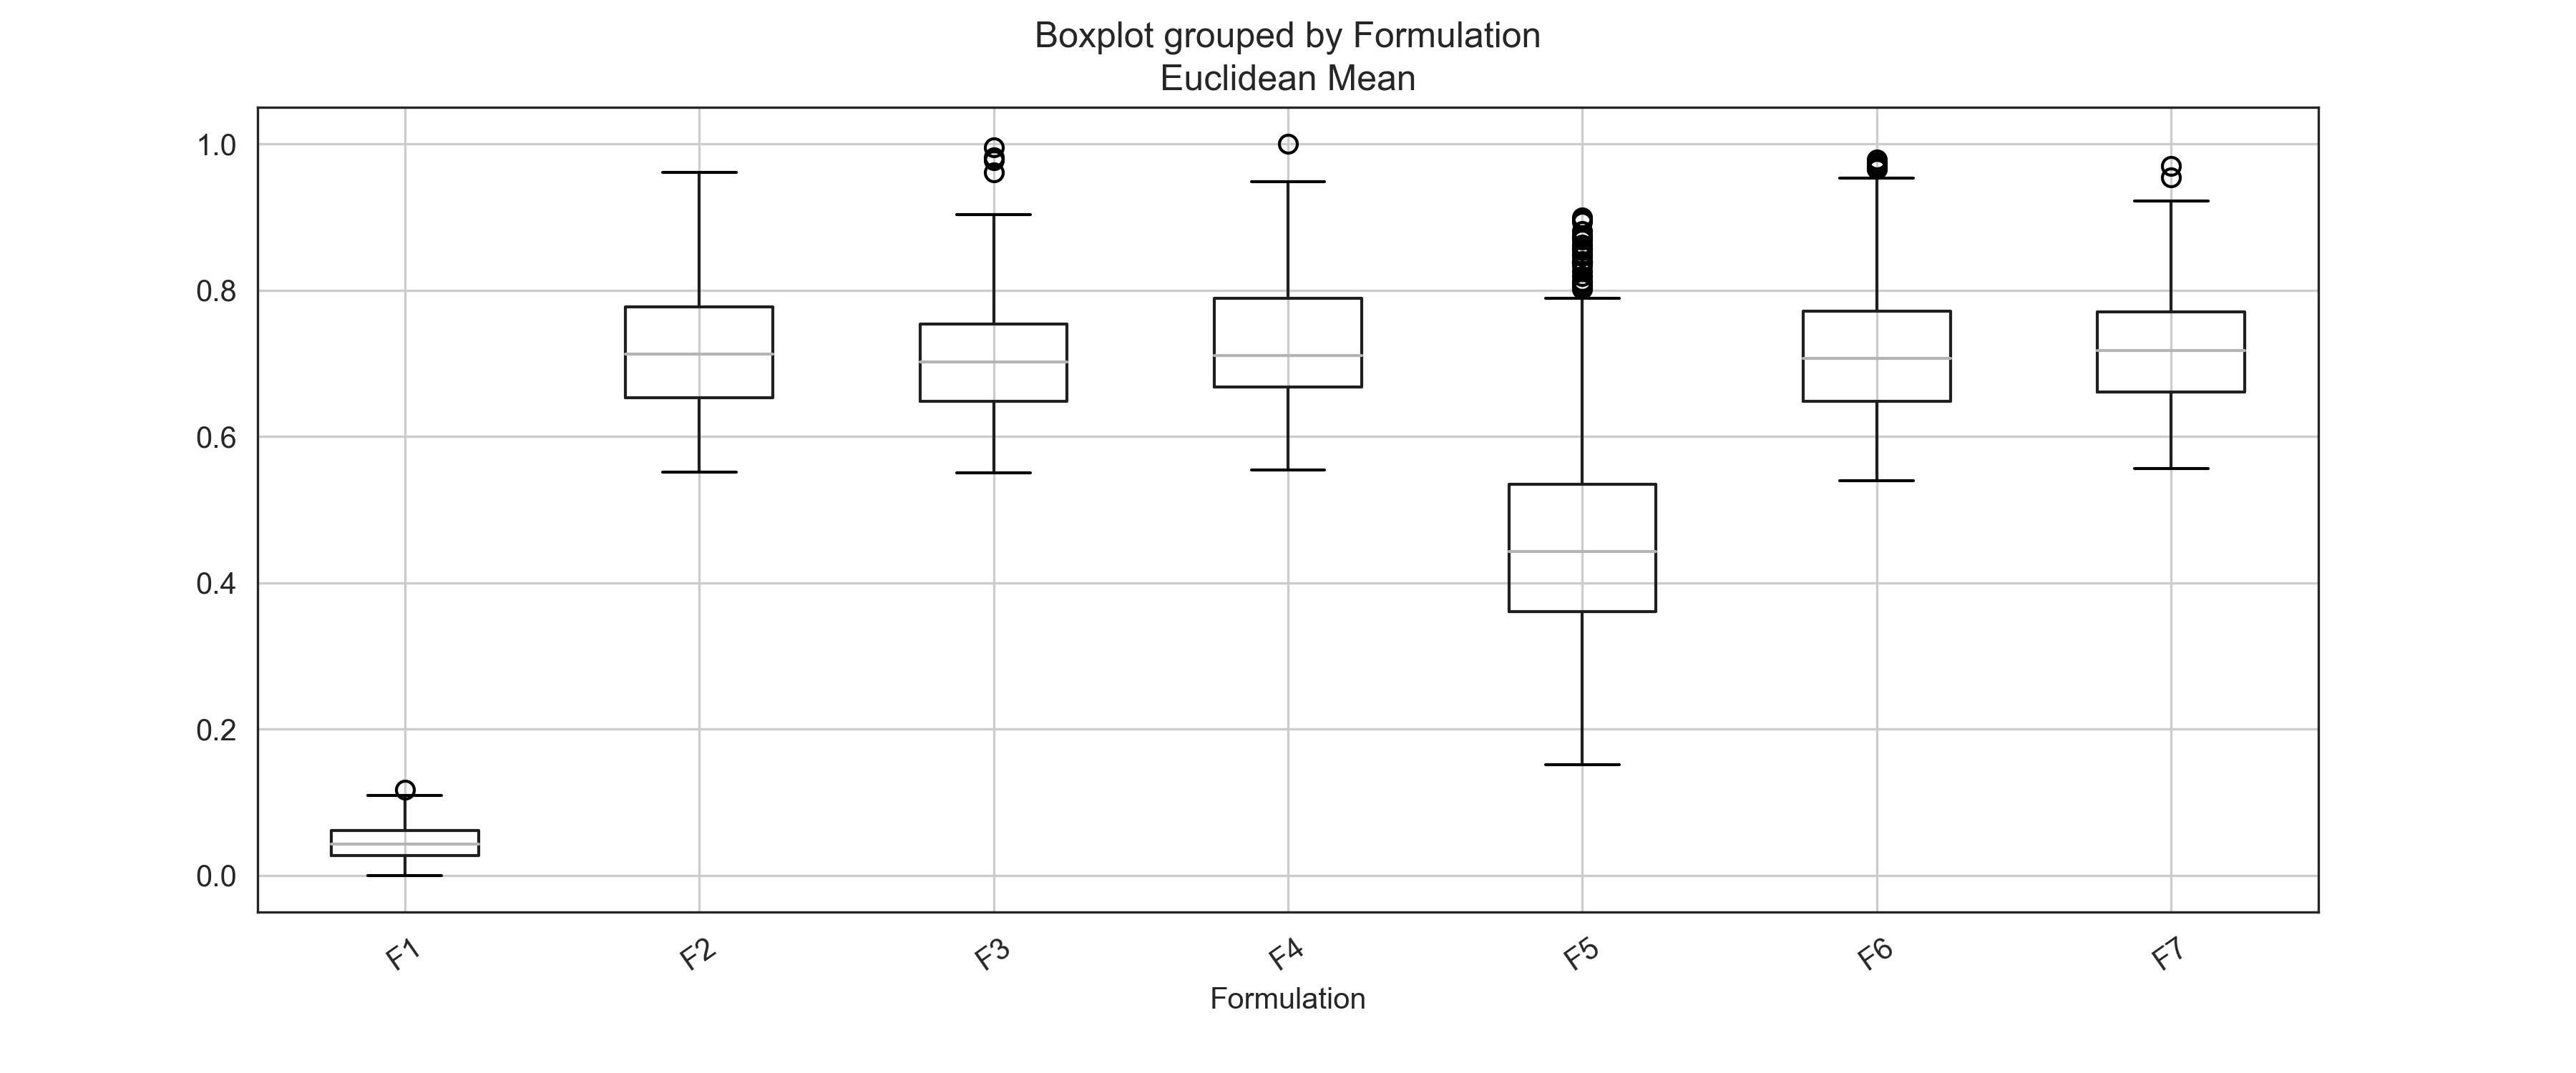 Boxplot grouped by Formulation
Euclidean Mean
1.0
0.8
0.6
0.4
0.2
0.0
F1
F2
F3
F4
F5
F6
F7
Formulation